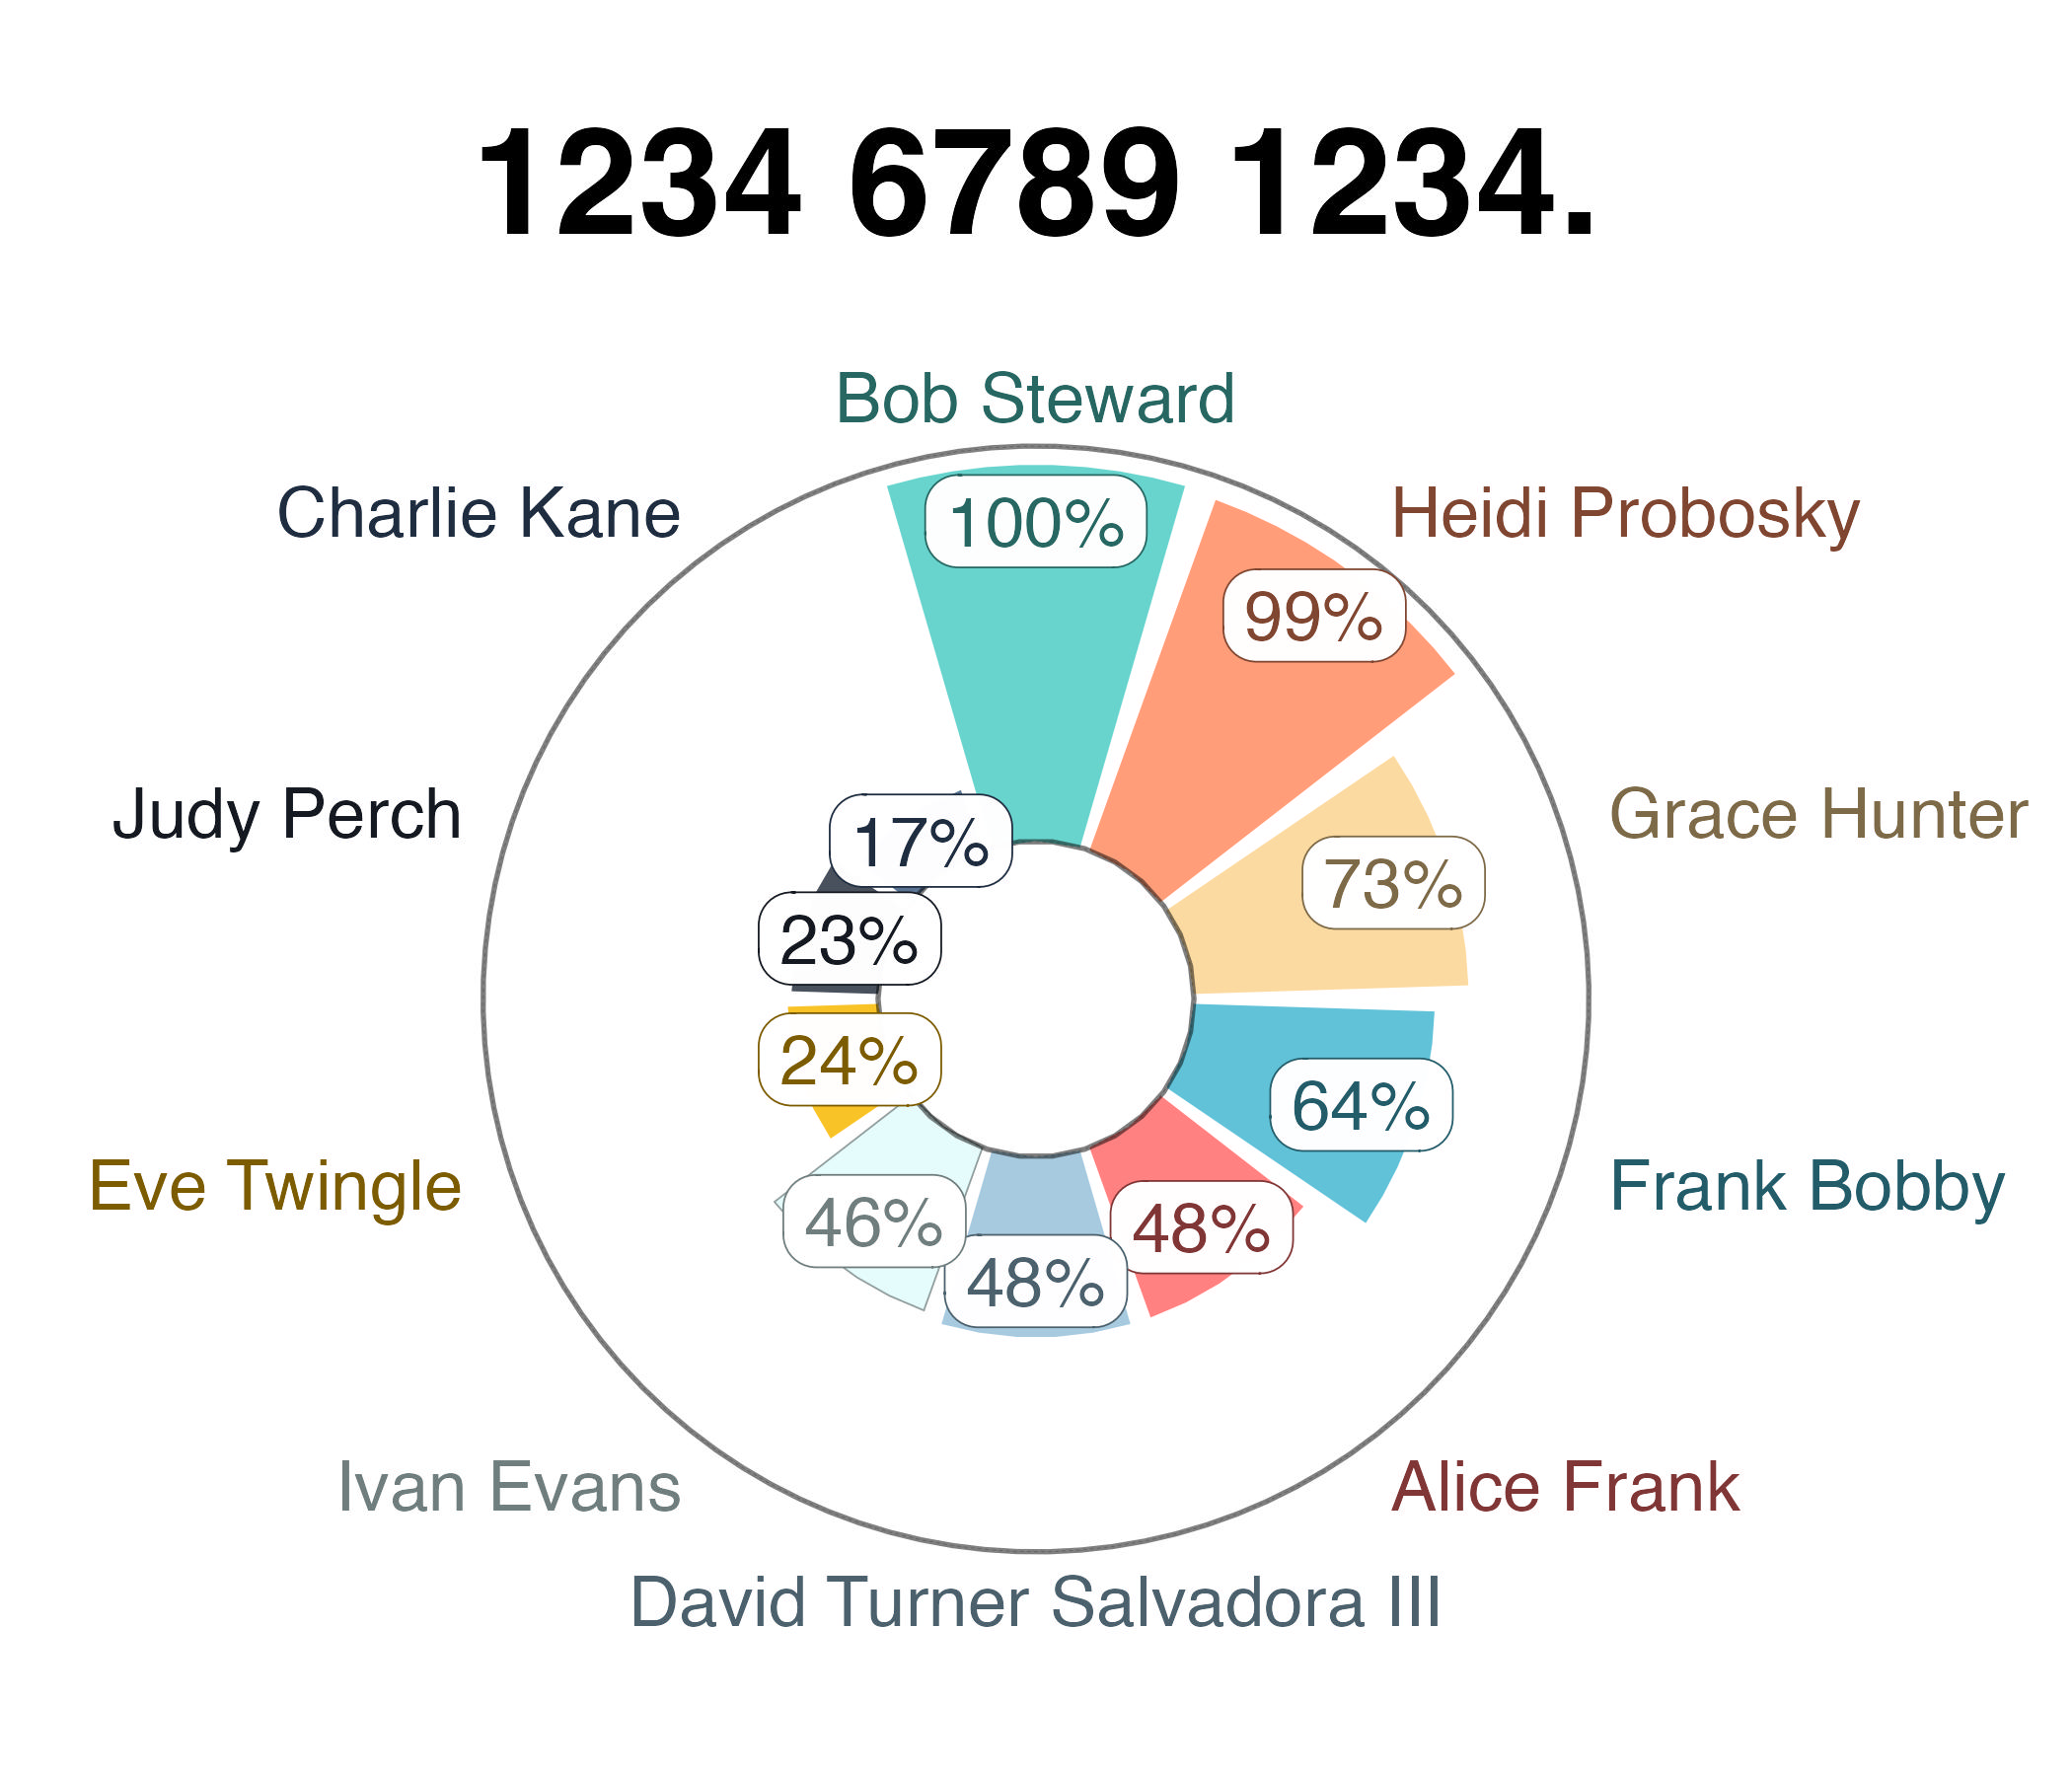 1234 6789 1234.
Bob Steward
Charlie Kane
Heidi Probosky
100%
99%
Judy Perch
Grace Hunter
17%
73%
23%
24%
64%
Eve Twingle
Frank Bobby
46%
48%
48%
Ivan Evans
Alice Frank
David Turner Salvadora III